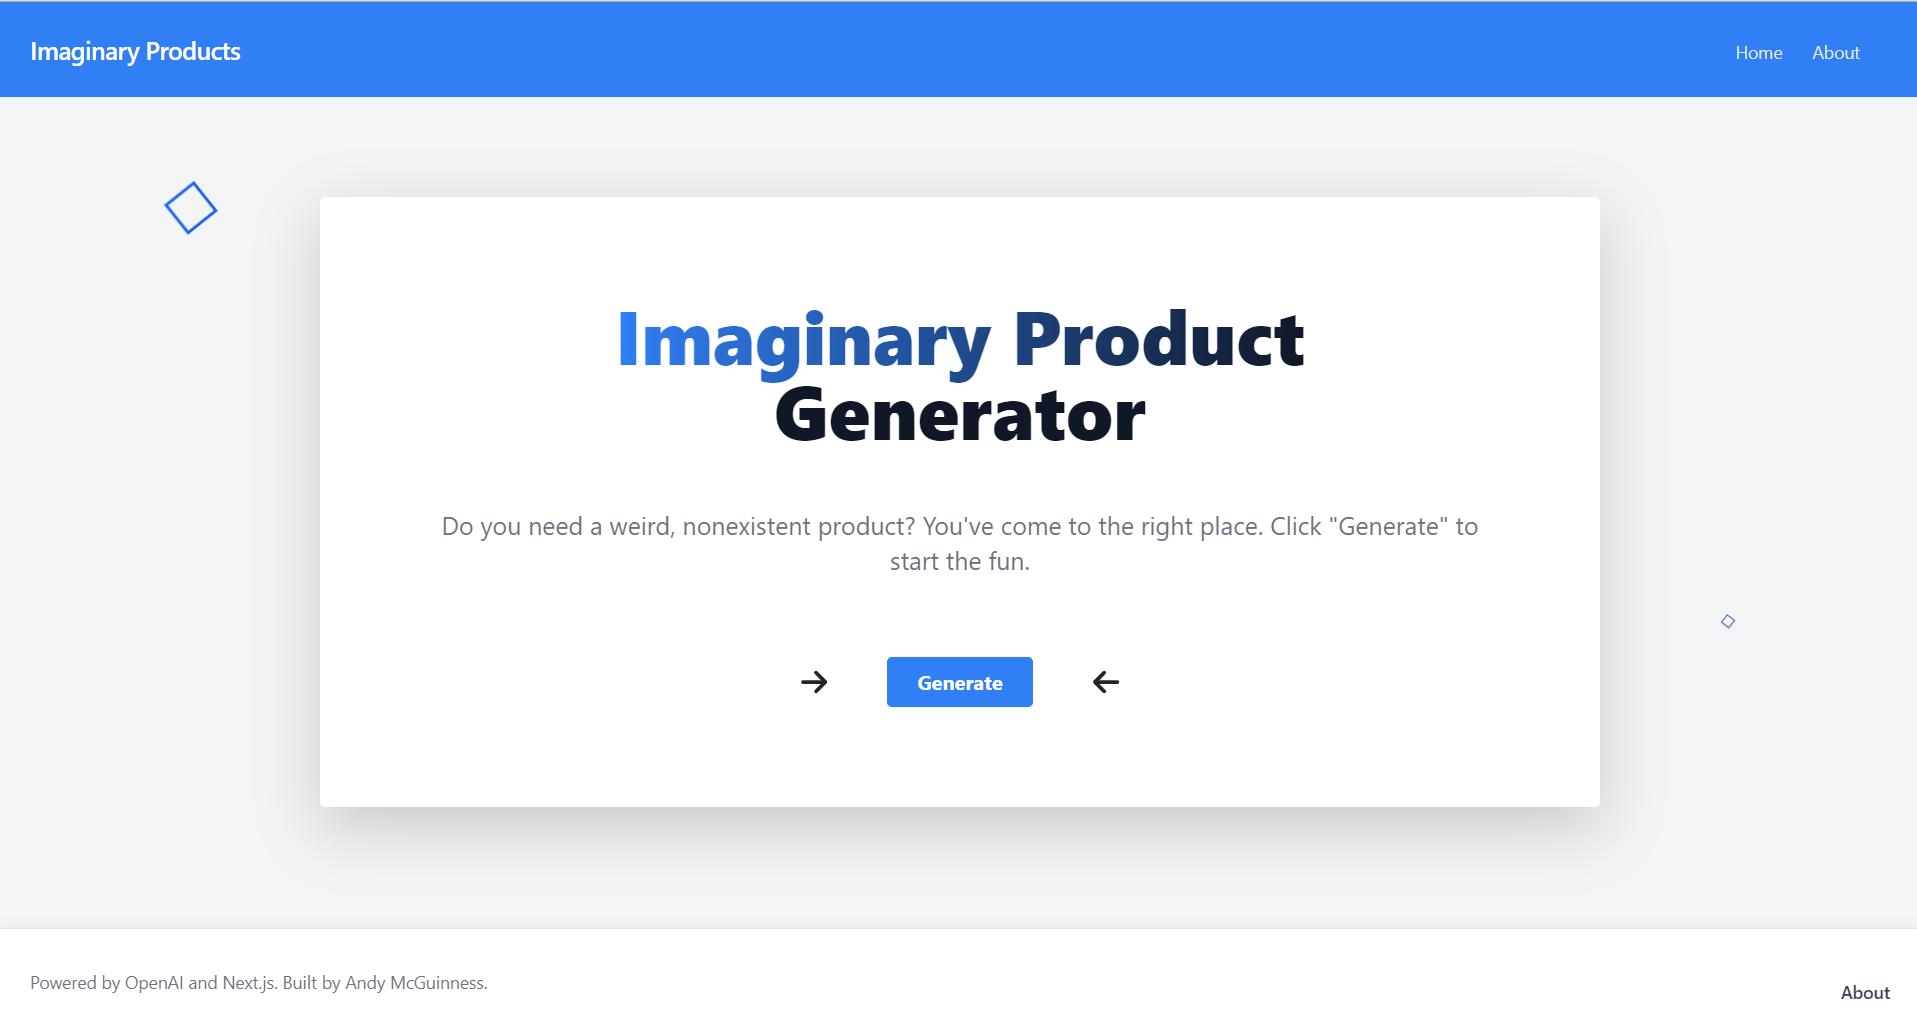 Imaginary Products
Home
About
Imaginary Product
Generator
Do you need a weird, nonexistent product? You've come to the right place. Click "Generate" to
start the fun.
Generate
Powered by OpenAI and Next.js. Built by Andy McGuinness.
About